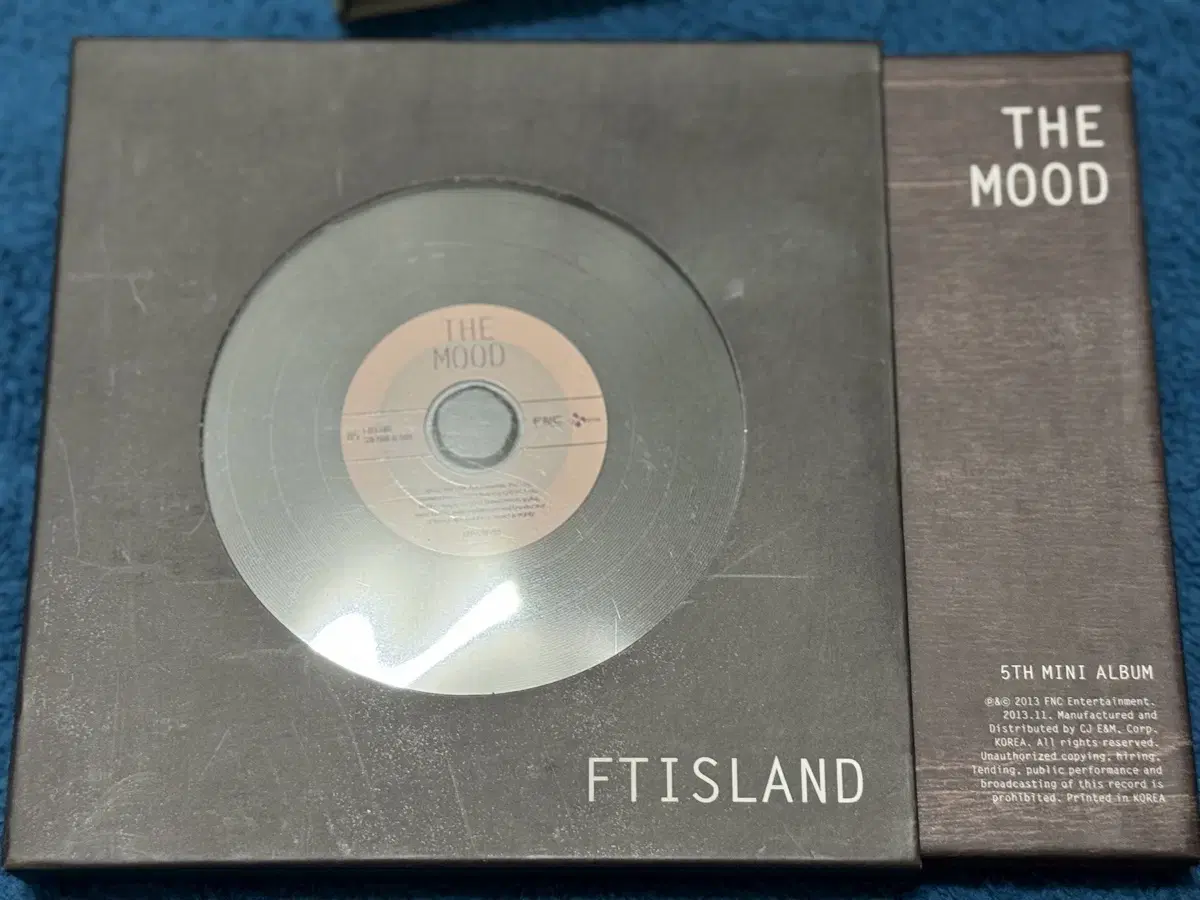 THE
MOOD
FNC
FTISLAND
THE
MOOD
5TH MINI ALBUM
℗&© 2013 FNC Entertainment.
2013.11. Manufactured and
Distributed by CJ E&M. Corp.
KOREA. All rights reserved.
Unauthorized copying, hiring,
lending, public performance and
broadcasting of this record is
prohibited. Printed in KOREA